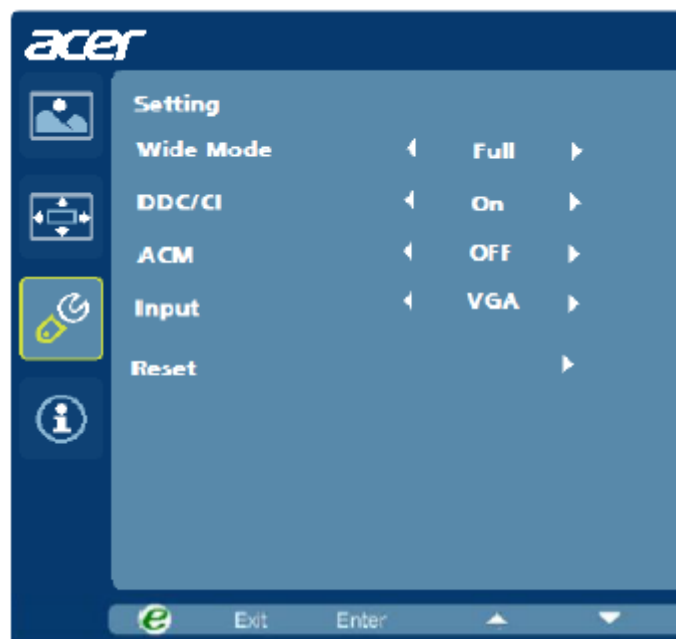 acer
Setting
Wide Mode Full
DDC/CI On
ACM OFF
Input VGA
Reset
e Exit Enter